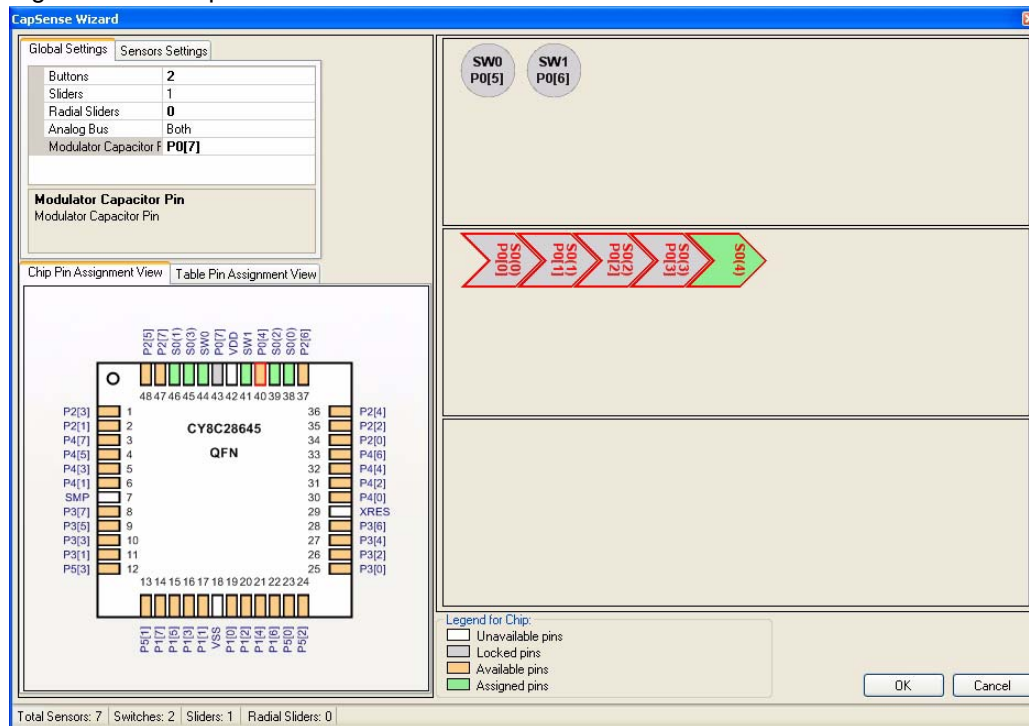 CapSense Wizard
Global Settings Sensors Settings
Buttons 2
Sliders 1
Radial Sliders 0
Analog Bus Both
Modulator Capacitor P P0[7]
Modulator Capacitor Pin
Modulator Capacitor Pin
Chip Pin Assignment View Table Pin Assignment View
P2[5] P2[7] S0(1) S0(3) SW0 P0[7] VDD SW1 P0[4] S0(2) S0(0) P2[6]
48 47 46 45 44 43 42 41 40 39 38 37
P2[3] 1 36 P2[4]
P2[1] 2 CY8C28645 35 P2[2]
P4[7] 3 34 P2[0]
P4[5] 4 QFN 33 P4[6]
P4[3] 5 32 P4[4]
P4[1] 6 31 P4[2]
SMP 7 30 P4[0]
P3[7] 8 29 XRES
P3[5] 9 28 P3[6]
P3[3] 10 27 P3[4]
P3[1] 11 26 P3[2]
P5[3] 12 25 P3[0]
13 14 15 16 17 18 19 20 21 22 23 24
P5[1] P1[7] P1[5] P1[3] P1[1] VSS P1[0] P1[2] P1[4] P1[6] P5[0] P5[2]
SW0 SW1
P0[5] P0[6]
S0(0) S0(1) S0(2) S0(3) S0(4)
P0[0] P0[1] P0[2] P0[3]
Legend for Chip:
Unavailable pins
Locked pins
Available pins
Assigned pins
OK Cancel
Total Sensors: 7 Switches: 2 Sliders: 1 Radial Sliders: 0